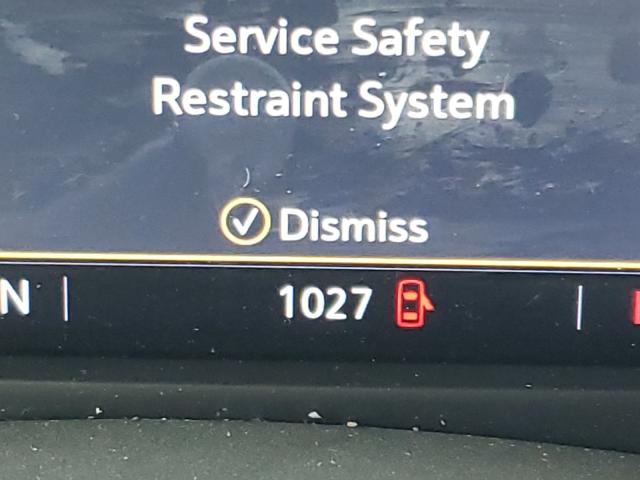 Service Safety
Restraint System
Dismiss
N 1027